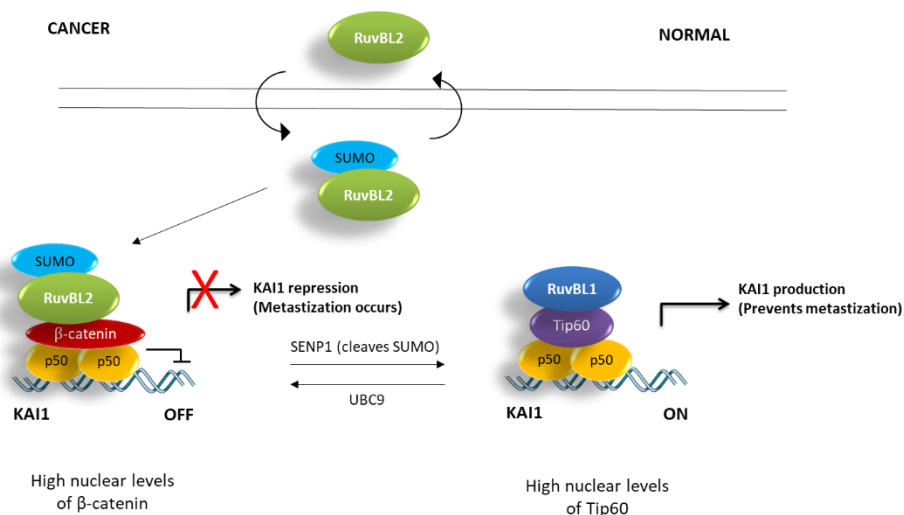 CANCER
RuvBL2
NORMAL
SUMO
RuvBL2
SUMO
RuvBL2
β-catenin
p50 p50
KAI1 repression
(Metastization occurs)
KAI1
OFF
SENP1 (cleaves SUMO)
UBC9
RuvBL1
Tip60
p50 p50
KAI1 production
(Prevents metastization)
KAI1
ON
High nuclear levels
of β-catenin
High nuclear levels
of Tip60